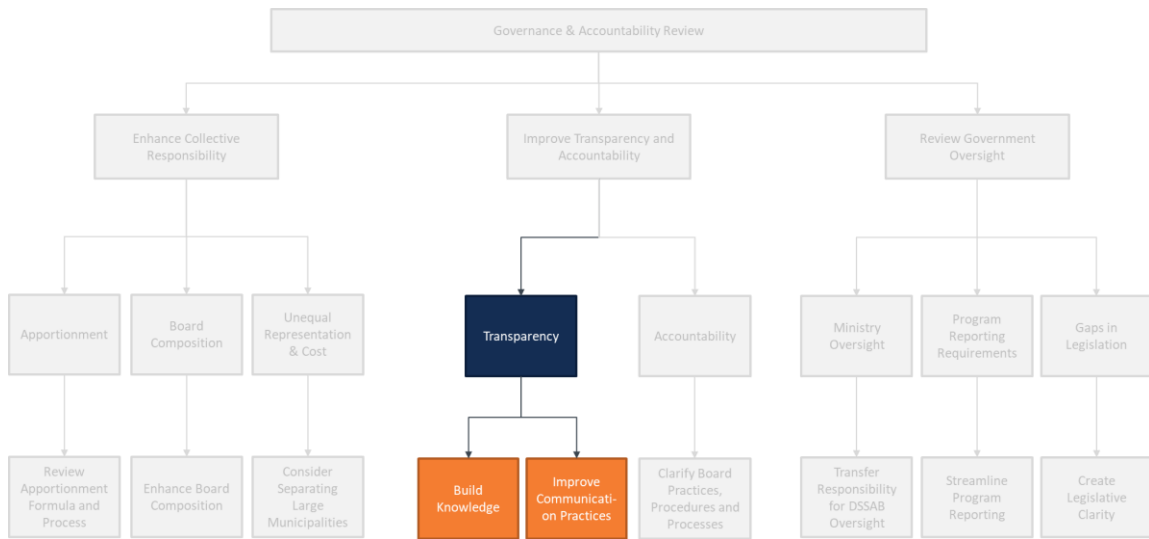 Governance & Accountability Review
Enhance Collective
Responsibility
Improve Transparency and
Accountability
Review Government
Oversight
Apportionment
Board
Composition
Unequal
Representation
& Cost
Transparency
Accountability
Ministry
Oversight
Program
Reporting
Requirements
Gaps in
Legislation
Review
Apportionment
Formula and
Process
Enhance Board
Composition
Consider
Separating
Large
Municipalities
Build
Knowledge
Improve
Communicati-
on Practices
Clarify Board
Practices,
Procedures and
Processes
Transfer
Responsibility
for DSSAB
Oversight
Streamline
Program
Reporting
Create
Legislative
Clarity